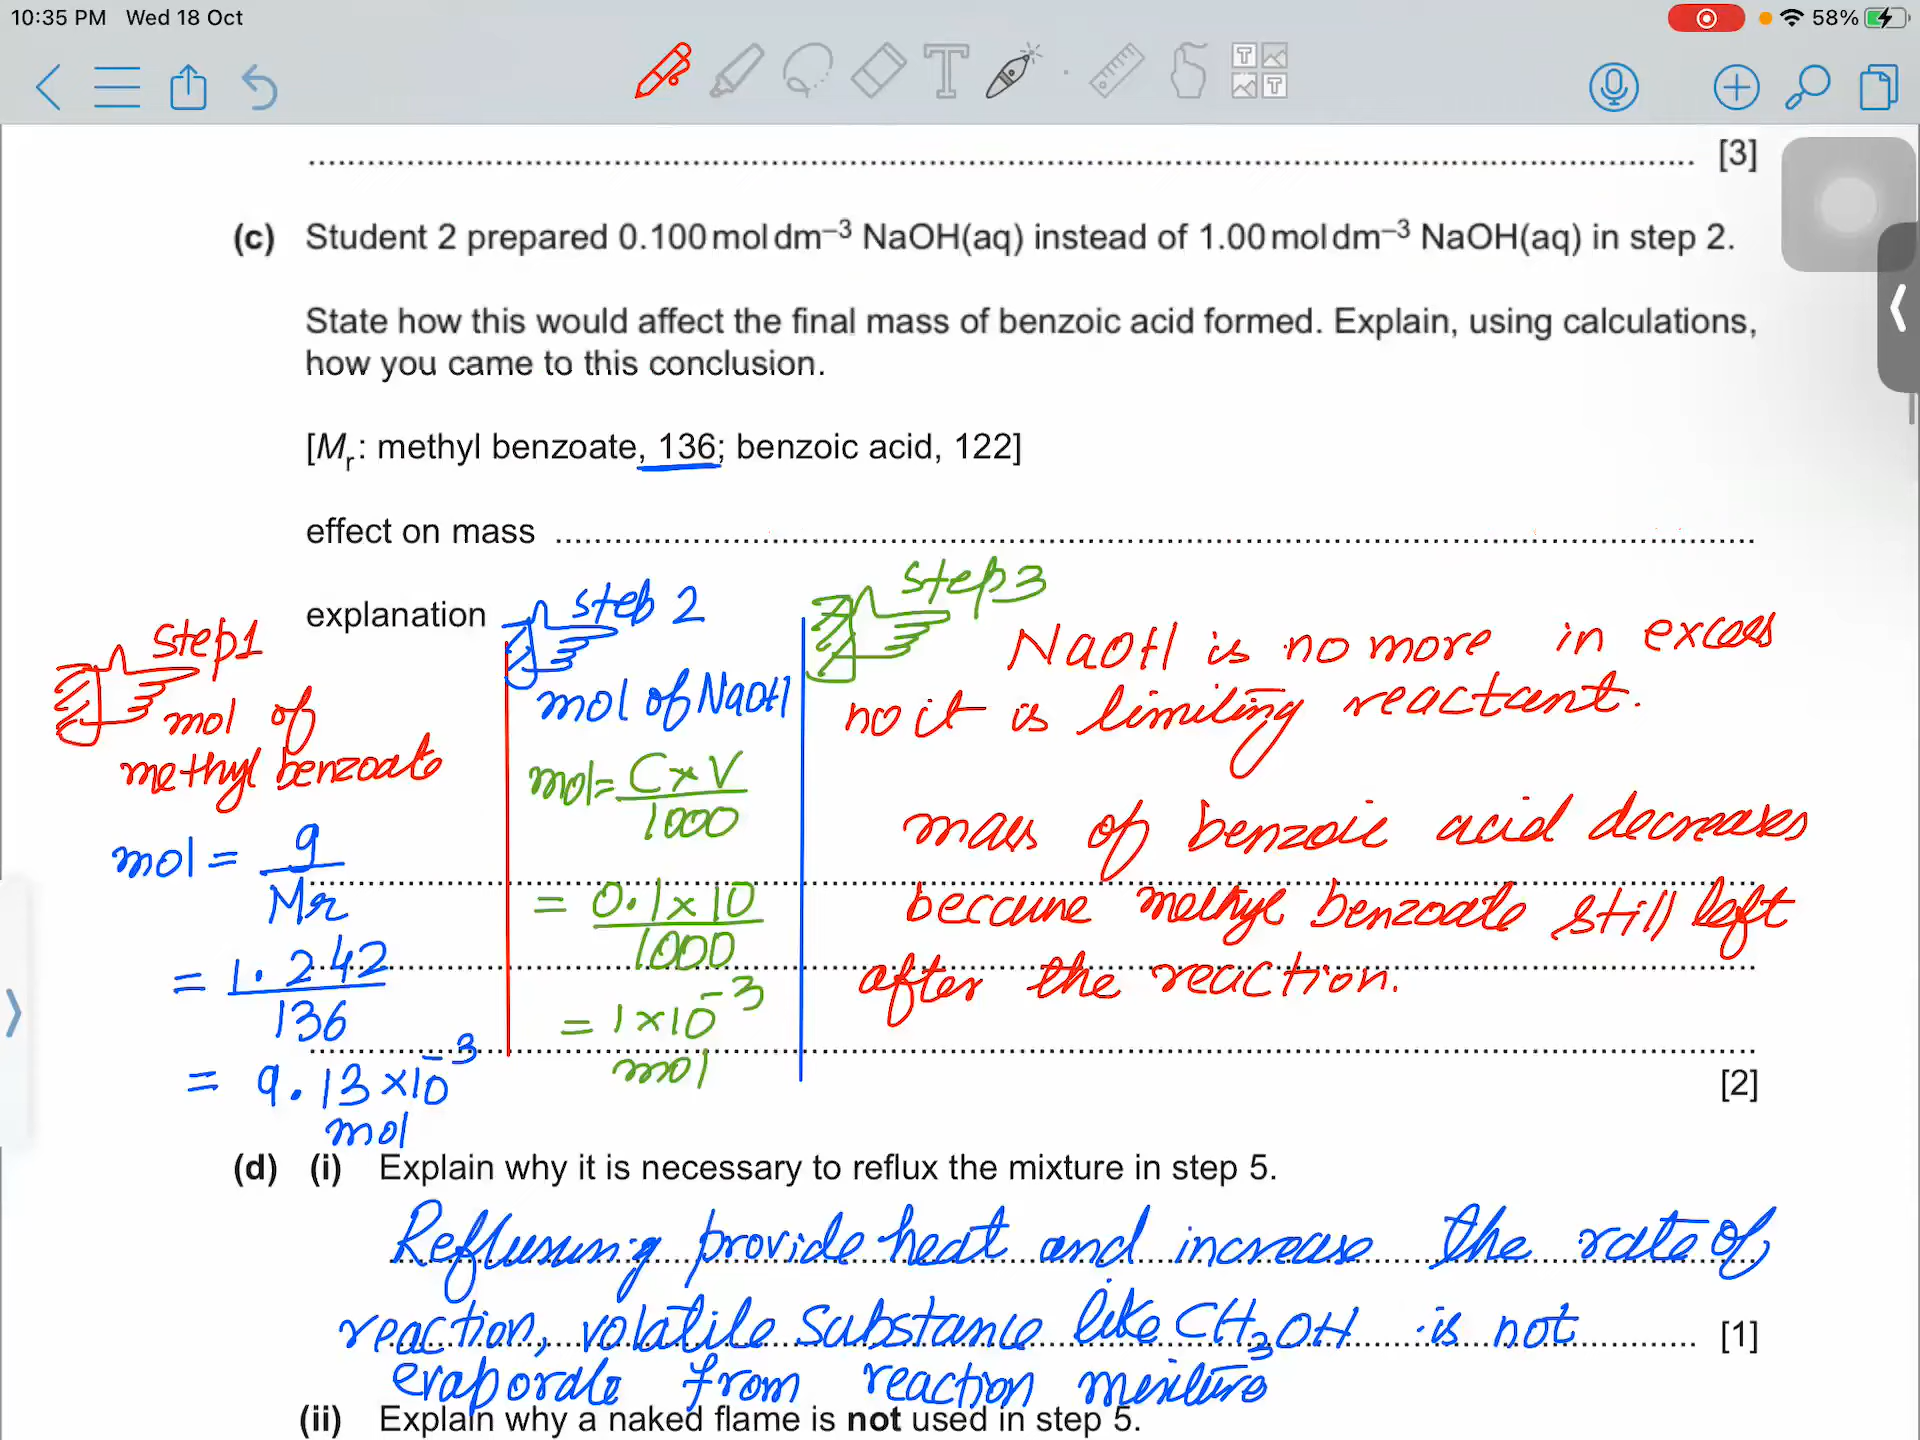 10:35 PM Wed 18 Oct
58%
[3]
(c) Student 2 prepared 0.100 mol dm⁻³ NaOH(aq) instead of 1.00 mol dm⁻³ NaOH(aq) in step 2.
State how this would affect the final mass of benzoic acid formed. Explain, using calculations,
how you came to this conclusion.
[Mr: methyl benzoate, 136; benzoic acid, 122]
effect on mass
explanation
step1
mol of
methyl benzoate
mol = g
Mr
= 1.242
136
= 9.13 × 10⁻³
mol
step 2
mol of NaOH
mol = C × V
1000
= 0.1 × 10
1000
= 1 × 10⁻³
mol
step 3
NaOH is no more in excess
no it is limiting reactant.
mass of benzoic acid decreases
because methyl benzoate still left
after the reaction.
[2]
(d) (i) Explain why it is necessary to reflux the mixture in step 5.
Refluxing provide heat and increase the rate of
reaction, volatile substance like CH₃OH is not
[1]
evaporate from reaction mixture
(ii) Explain why a naked flame is not used in step 5.